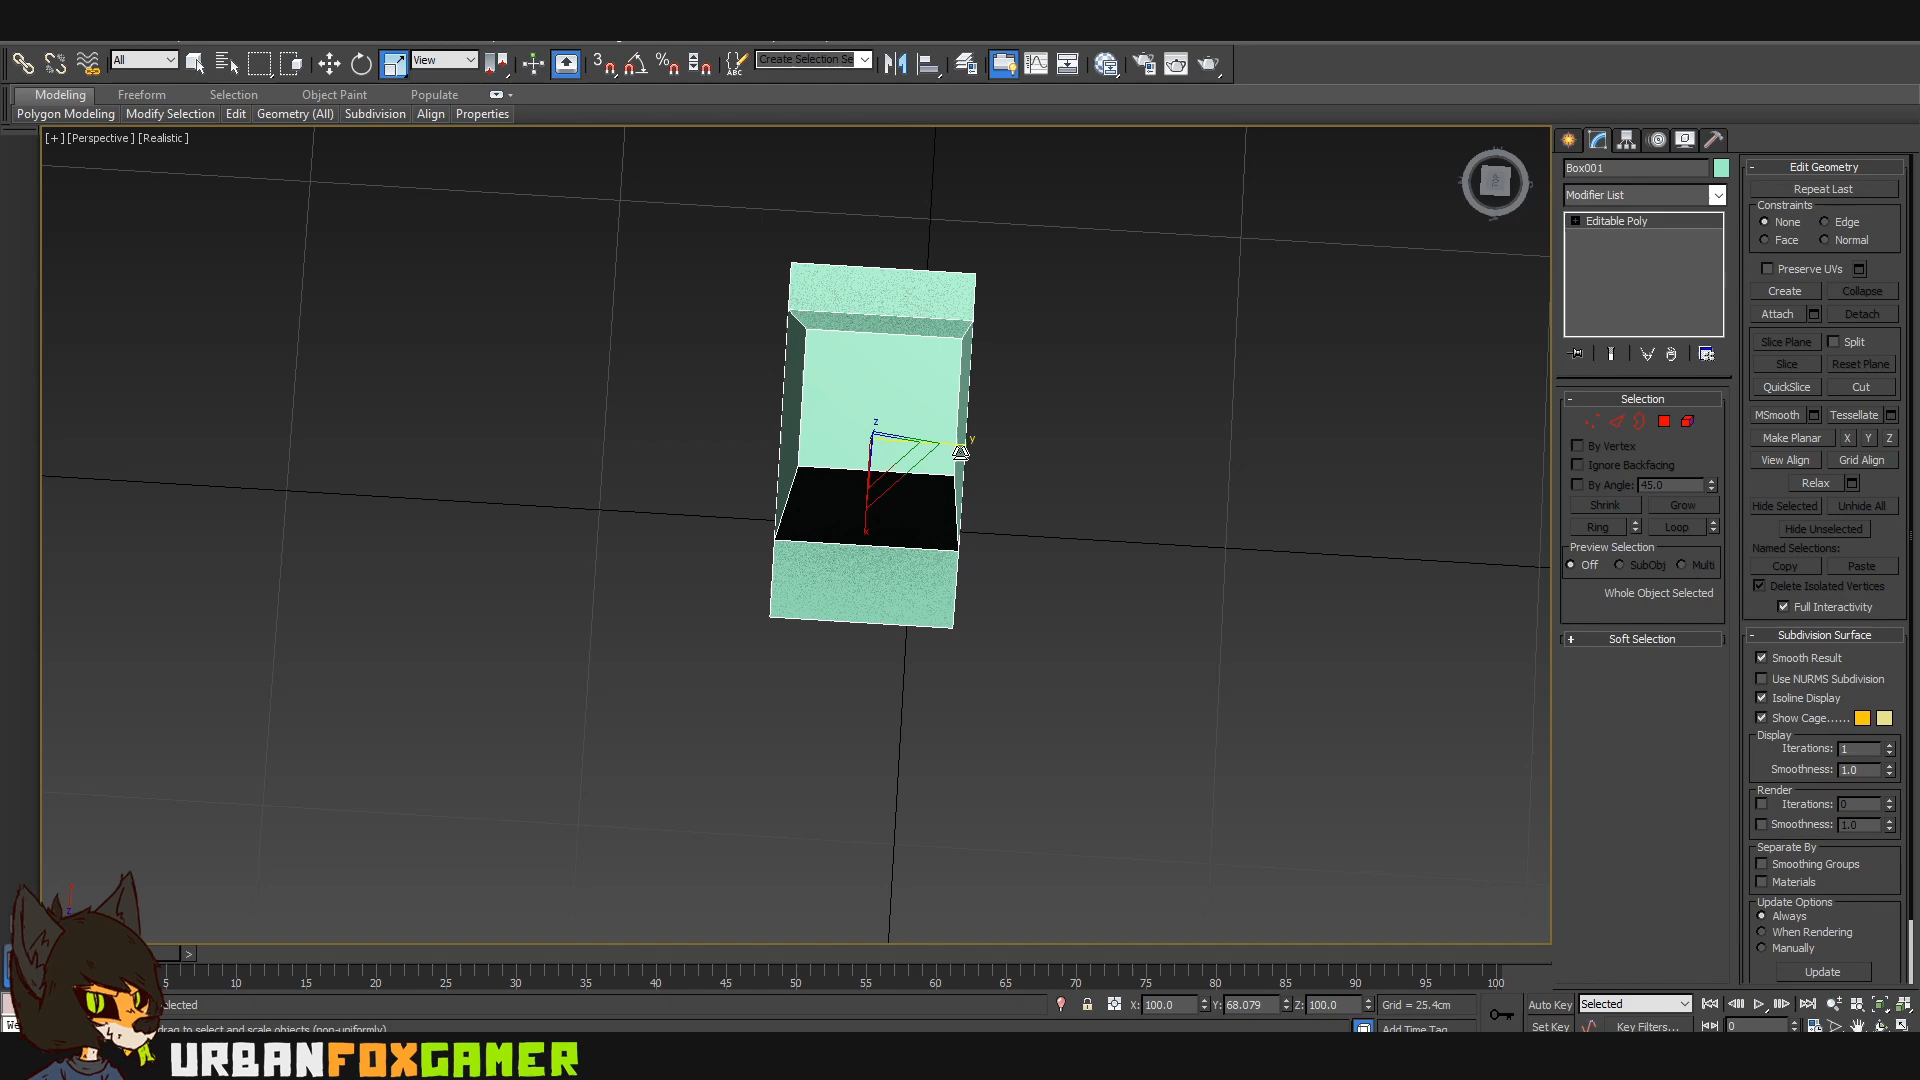 All
View
3
%
ABC
Create Selection Se
Modeling Freeform Selection Object Paint Populate
Polygon Modeling Modify Selection Edit Geometry (All) Subdivision Align Properties
[+] [Perspective] [Realistic]
z
y
x
Box001
Modifier List
Editable Poly
- Selection
By Vertex
Ignore Backfacing
By Angle: 45.0
Shrink Grow
Ring Loop
Preview Selection
Off SubObj Multi
Whole Object Selected
+ Soft Selection
- Edit Geometry
Repeat Last
Constraints
None Edge
Face Normal
Preserve UVs
Create Collapse
Attach Detach
Slice Plane Split
Slice Reset Plane
QuickSlice Cut
MSmooth Tessellate
Make Planar X Y Z
View Align Grid Align
Relax
Hide Selected Unhide All
Hide Unselected
Named Selections:
Copy Paste
Delete Isolated Vertices
Full Interactivity
- Subdivision Surface
Smooth Result
Use NURMS Subdivision
Isoline Display
Show Cage......
Display
Iterations: 1
Smoothness: 1.0
Render
Iterations: 0
Smoothness: 1.0
Separate By
Smoothing Groups
Materials
Update Options
Always
When Rendering
Manually
Update
>
5 10 15 20 25 30 35 40 45 50 55 60 65 70 75 80 85 90 95 100
lected X: 100.0 Y: 68.079 Z: 100.0 Grid = 25.4cm Auto Key Selected
We drag to select and scale objects (non-uniformly) Add Time Tag Set Key Key Filters... 0
URBANFOXGAMER